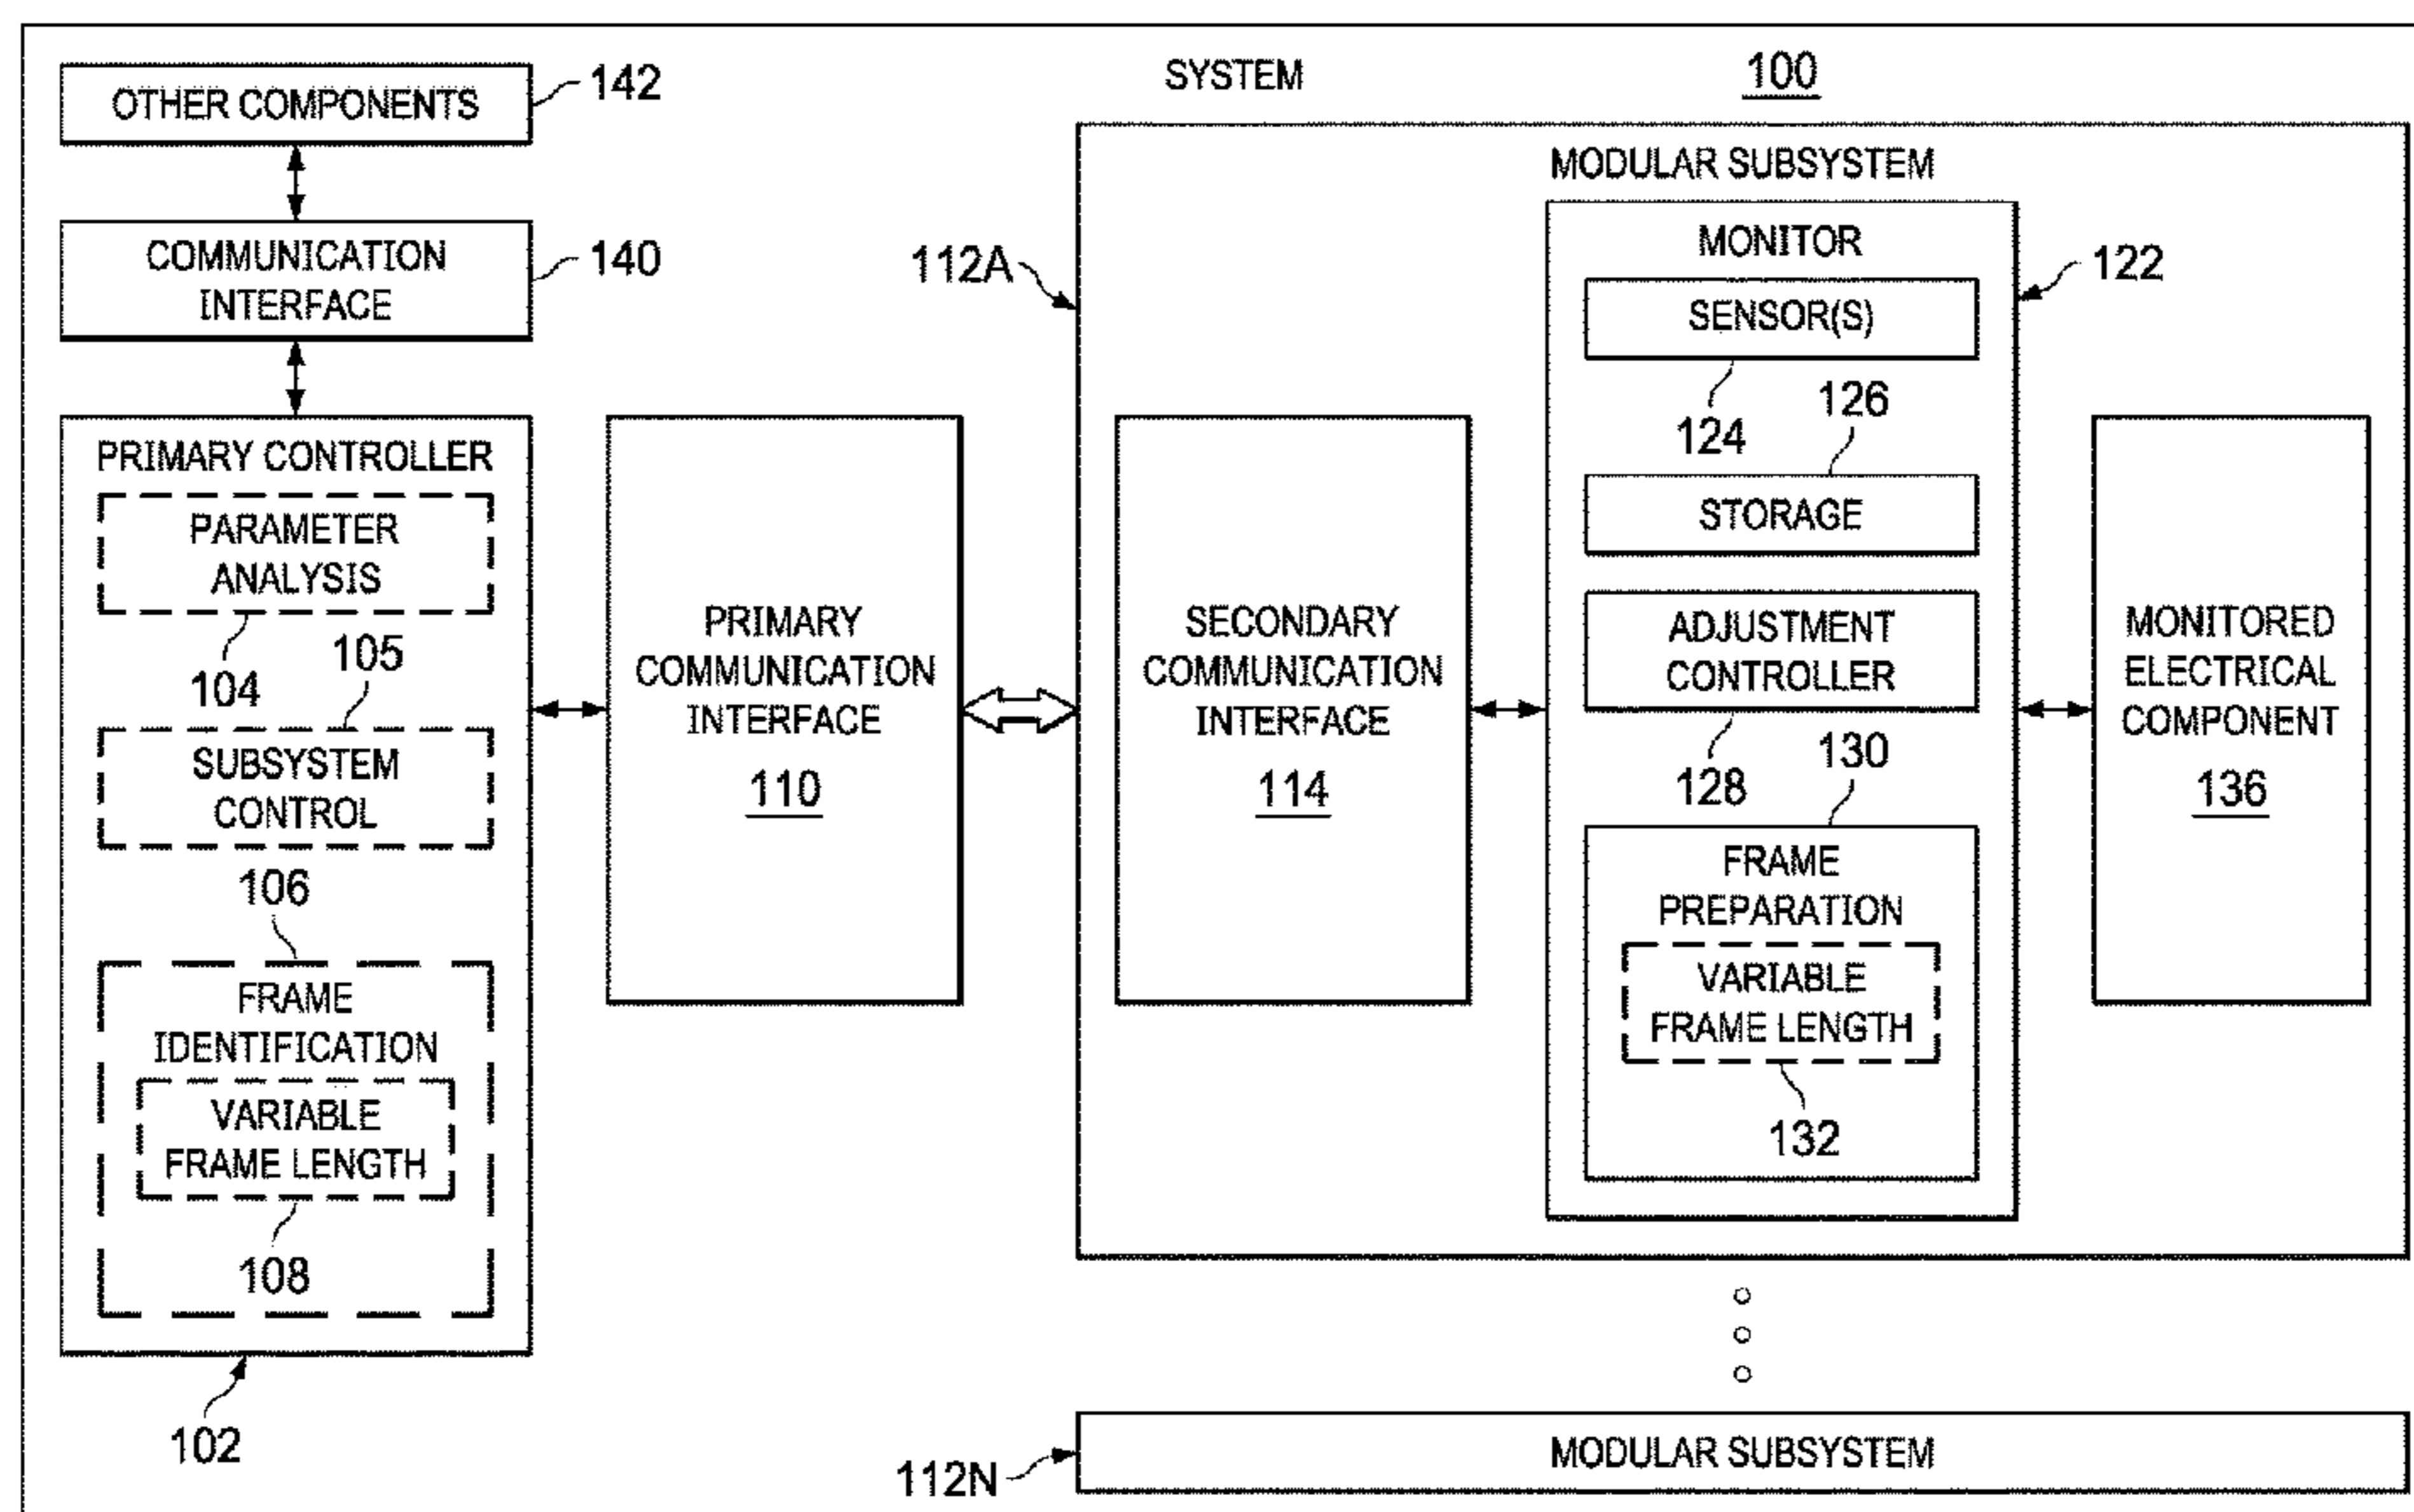 SYSTEM
100
OTHER COMPONENTS
142
COMMUNICATION
INTERFACE
140
PRIMARY CONTROLLER
PARAMETER
ANALYSIS
104
105
SUBSYSTEM
CONTROL
106
FRAME
IDENTIFICATION
VARIABLE
FRAME LENGTH
108
102
PRIMARY
COMMUNICATION
INTERFACE
110
112A
MODULAR SUBSYSTEM
SECONDARY
COMMUNICATION
INTERFACE
114
MONITOR
122
SENSOR(S)
124
126
STORAGE
ADJUSTMENT
CONTROLLER
128
130
FRAME
PREPARATION
VARIABLE
FRAME LENGTH
132
MONITORED
ELECTRICAL
COMPONENT
136
112N
MODULAR SUBSYSTEM